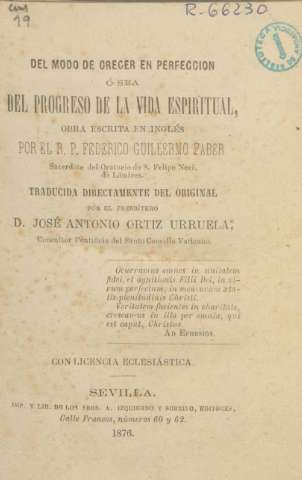 R-66230
19
DEL MODO DE CRECER EN PERFECCION
Ó SEA
DEL PROGRESO DE LA VIDA ESPIRITUAL,
OBRA ESCRITA EN INGLÉS
POR EL R. P. FEDERICO GUILLERMO FABER
Sacerdote del Oratorio de S. Felipe Neri,
de Lóndres.
TRADUCIDA DIRECTAMENTE DEL ORIGINAL
POR EL PRESBÍTERO
D. JOSÉ ANTONIO ORTIZ URRUELA,
Consultor Pontificio del Santo Concilio Vaticano.
Occurramus omnes in unitatem
fidei, et agnitionis Filii Dei, in vi-
rum perfectum, in mensuram æta-
tis plenitudinis Christi.
Veritatem facientes in charitate,
crescamus in illo per omnia, qui
est caput, Christus.
AD EPHESIOS.
CON LICENCIA ECLESIÁSTICA.
SEVILLA.
IMP. Y LIB. DE LOS SRES. A. IZQUIERDO Y SOBRINO, EDITORES,
Calle Francos, números 60 y 62.
1876.